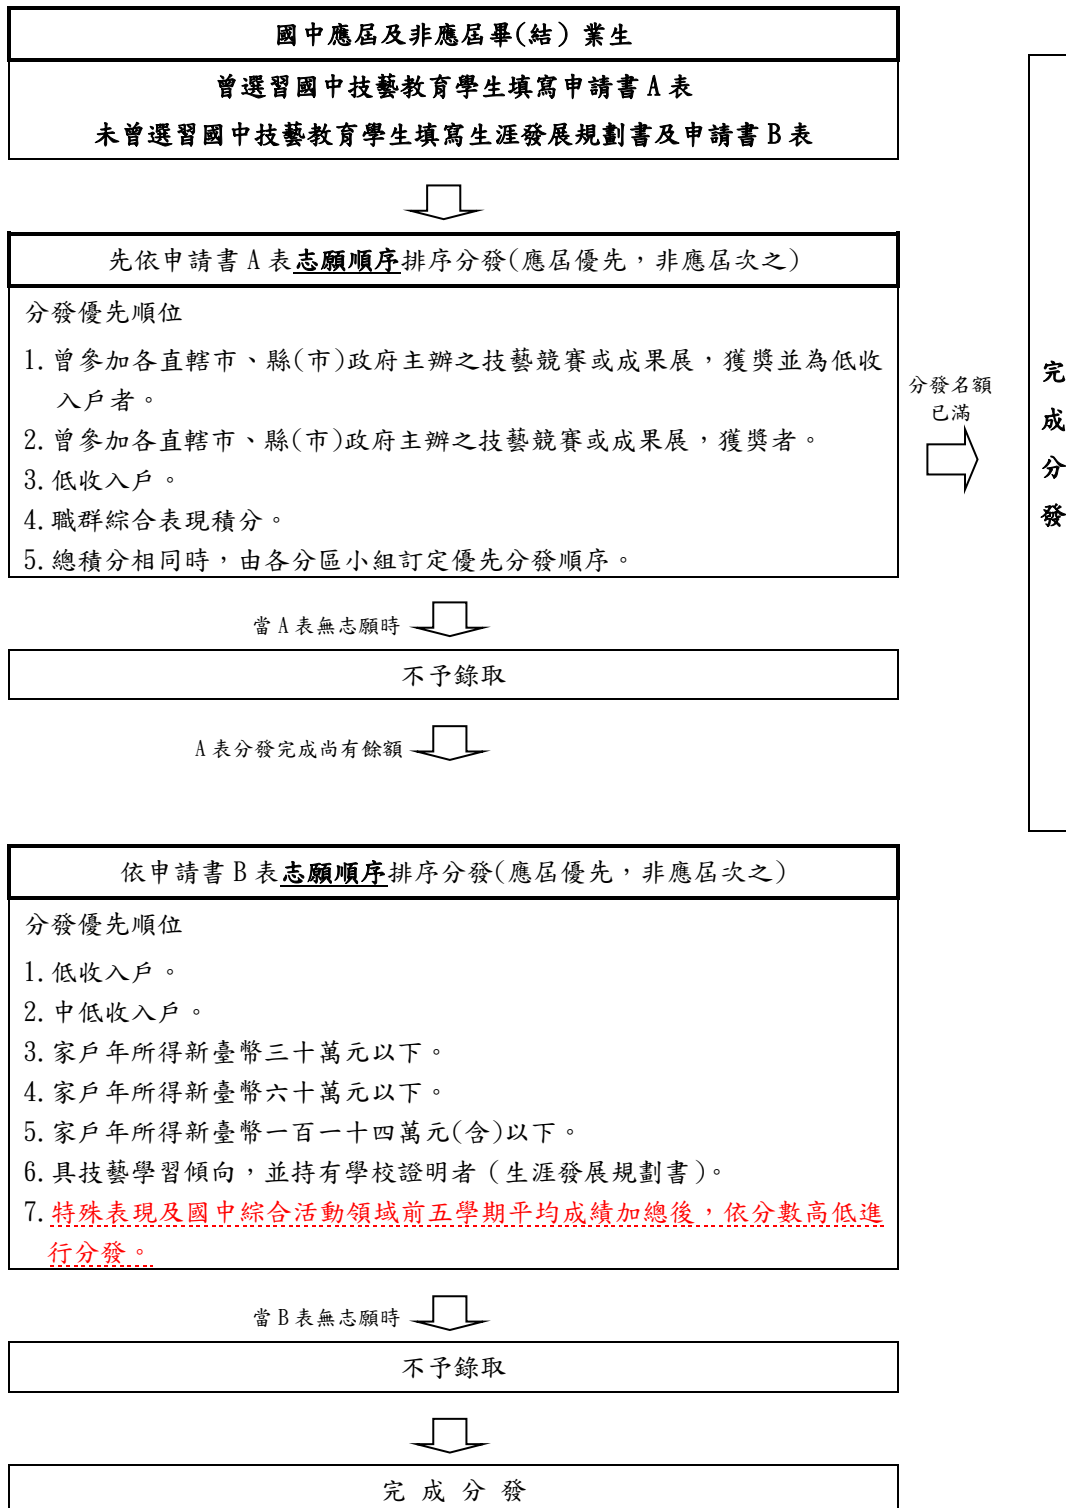 國中應屆及非應屆畢(結)業生
曾選習國中技藝教育學生填寫申請書A表
未曾選習國中技藝教育學生填寫生涯發展規劃書及申請書B表
先依申請書A表志願順序排序分發(應屆優先，非應屆次之)
分發優先順位
1.曾參加各直轄市、縣(市)政府主辦之技藝競賽或成果展，獲獎並為低收
入戶者。
2.曾參加各直轄市、縣(市)政府主辦之技藝競賽或成果展，獲獎者。
3.低收入戶。
4.職群綜合表現積分。
5.總積分相同時，由各分區小組訂定優先分發順序。
分發名額
已滿
完
成
分
發
當A表無志願時
不予錄取
A表分發完成尚有餘額
依申請書B表志願順序排序分發(應屆優先，非應屆次之)
分發優先順位
1.低收入戶。
2.中低收入戶。
3.家戶年所得新臺幣三十萬元以下。
4.家戶年所得新臺幣六十萬元以下。
5.家戶年所得新臺幣一百一十四萬元(含)以下。
6.具技藝學習傾向，並持有學校證明者（生涯發展規劃書）。
7.特殊表現及國中綜合活動領域前五學期平均成績加總後，依分數高低進
行分發。
當B表無志願時
不予錄取
完成分發